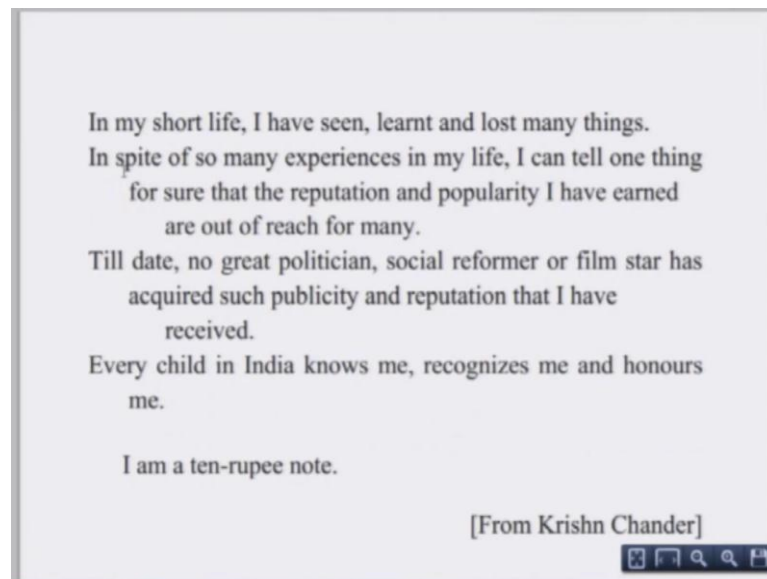 In my short life, I have seen, learnt and lost many things.
In spite of so many experiences in my life, I can tell one thing
for sure that the reputation and popularity I have earned
are out of reach for many.
Till date, no great politician, social reformer or film star has
acquired such publicity and reputation that I have
received.
Every child in India knows me, recognizes me and honours
me.
I am a ten-rupee note.
[From Krishn Chander]